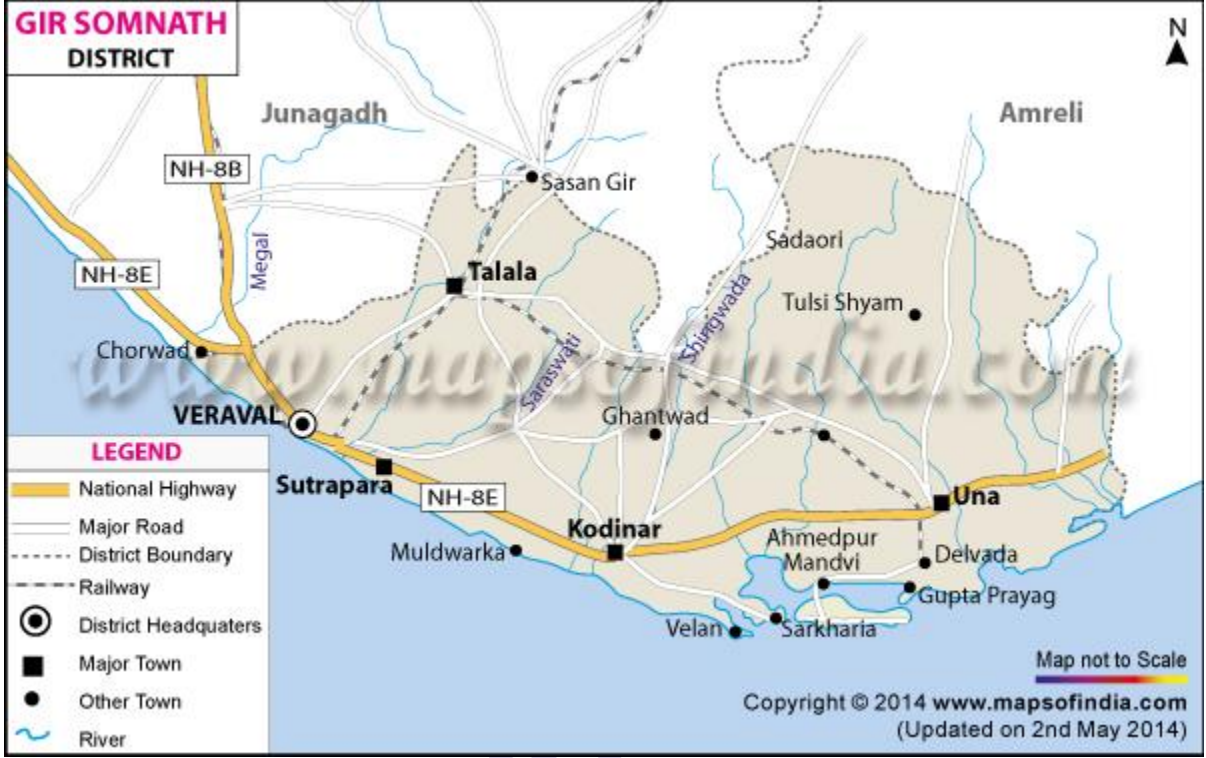 GIR SOMNATH
DISTRICT
N
Junagadh
Amreli
NH-8B
Sasan Gir
Megal
Sadaori
NH-8E
Talala
Tulsi Shyam
Shingwada
Chorwad
www.mapsofindia.com
Saraswati
VERAVAL
Ghantwad
Sutrapara
NH-8E
Una
Kodinar
Muldwarka
Ahmedpur
Mandvi
Delvada
Gupta Prayag
Velan
Sarkharia
LEGEND
National Highway
Major Road
District Boundary
Railway
District Headquaters
Major Town
Other Town
River
Map not to Scale
Copyright © 2014 www.mapsofindia.com
(Updated on 2nd May 2014)